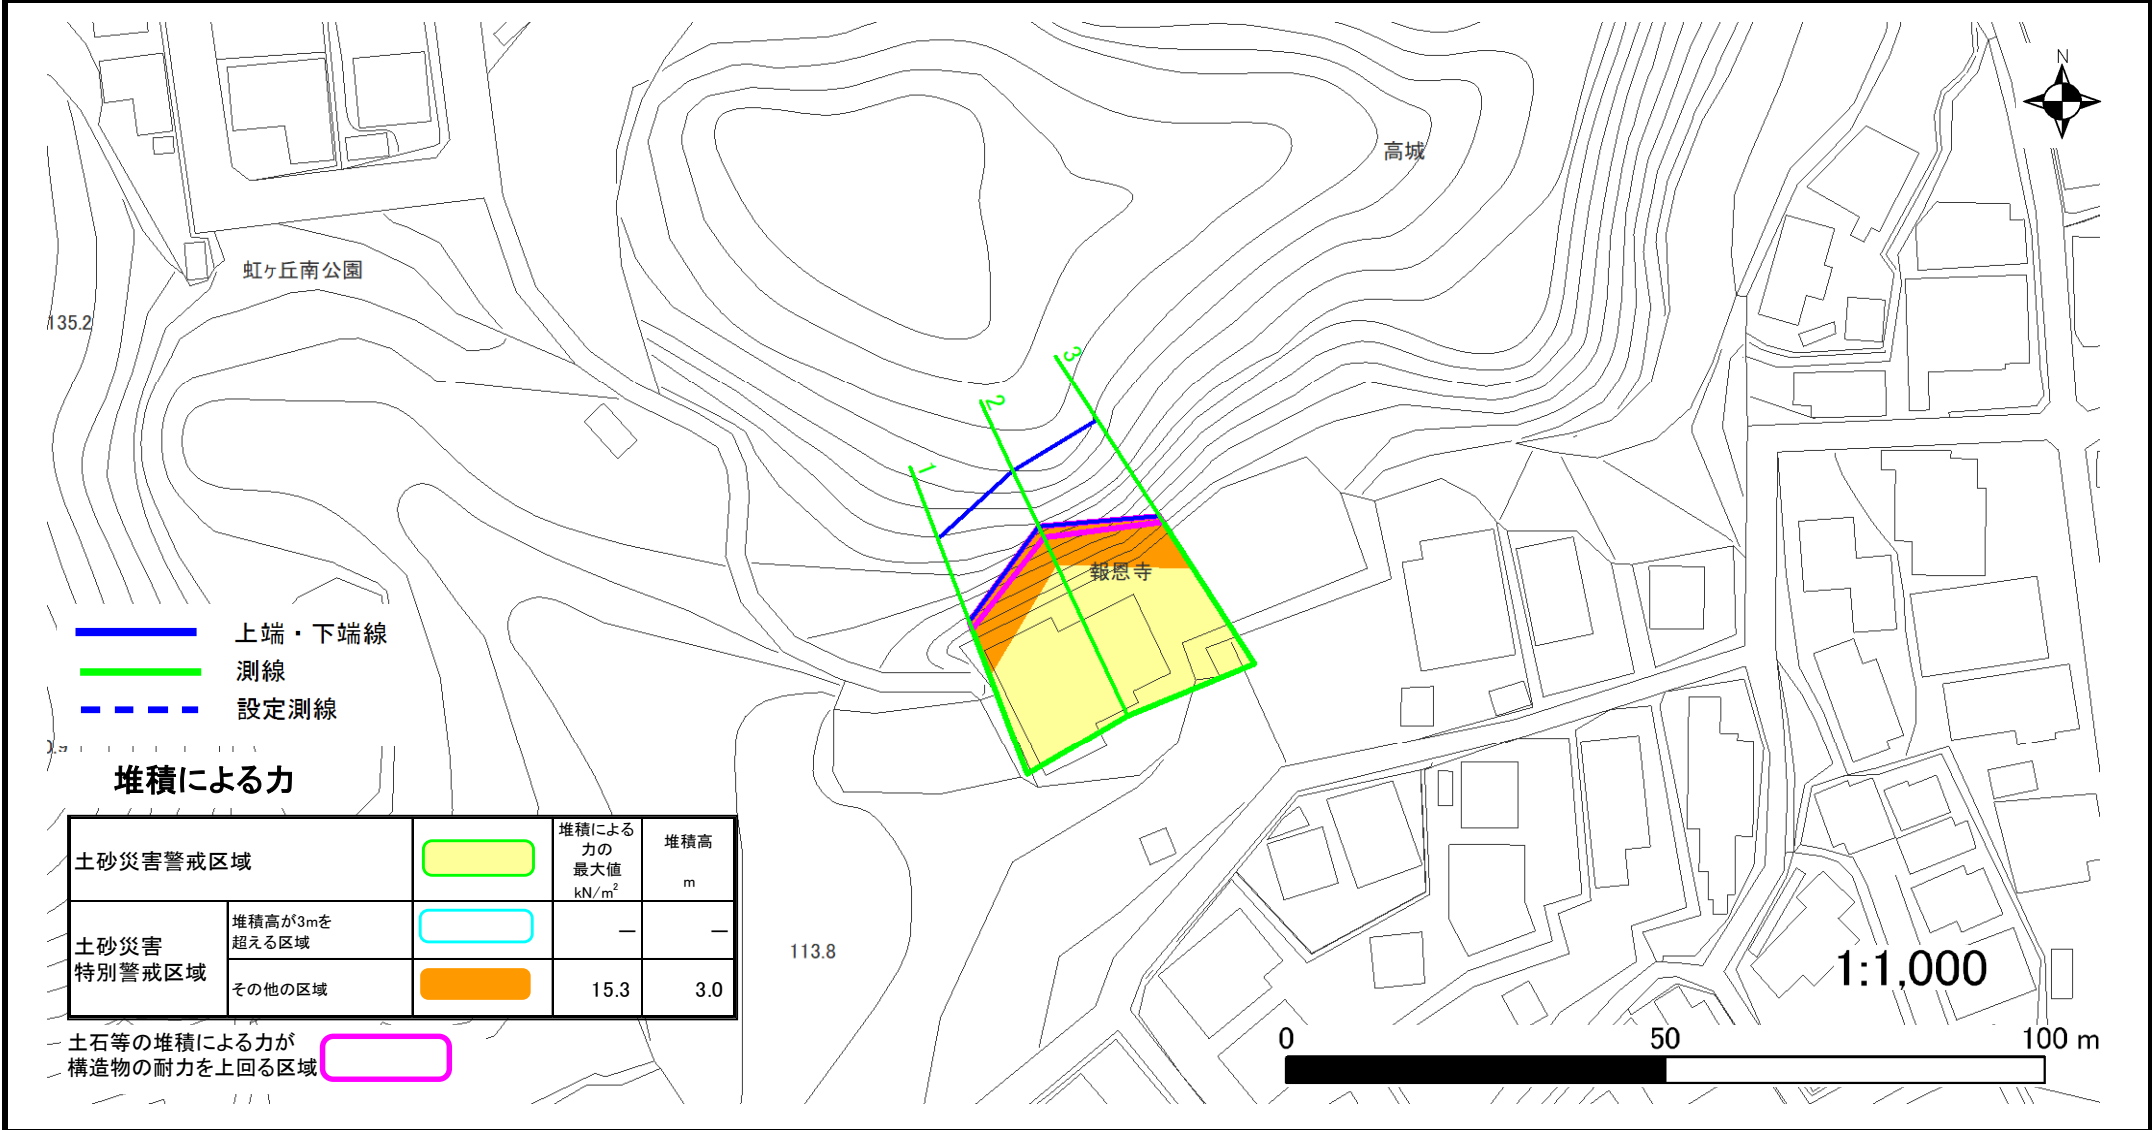 N
高城
虹ヶ丘南公園
135.2
3
2
1
報恩寺
上端・下端線
測線
設定測線
堆積による力
土砂災害警戒区域
堆積による
力の
最大値
kN/m²
堆積高
m
土砂災害
特別警戒区域
堆積高が3mを
超える区域
―
―
その他の区域
15.3
3.0
土石等の堆積による力が
構造物の耐力を上回る区域
113.8
1:1,000
0 50 100 m